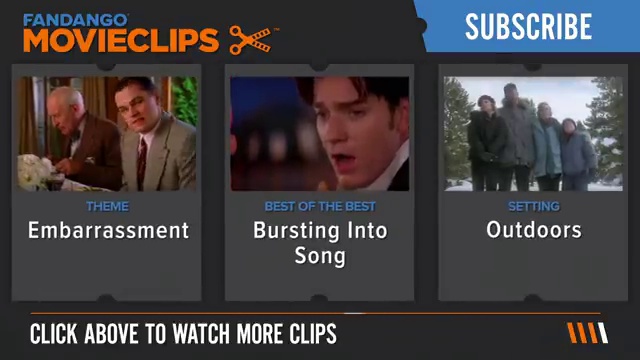 FANDANGO
MOVIECLIPS
SUBSCRIBE
THEME
Embarrassment
BEST OF THE BEST
Bursting Into
Song
SETTING
Outdoors
CLICK ABOVE TO WATCH MORE CLIPS